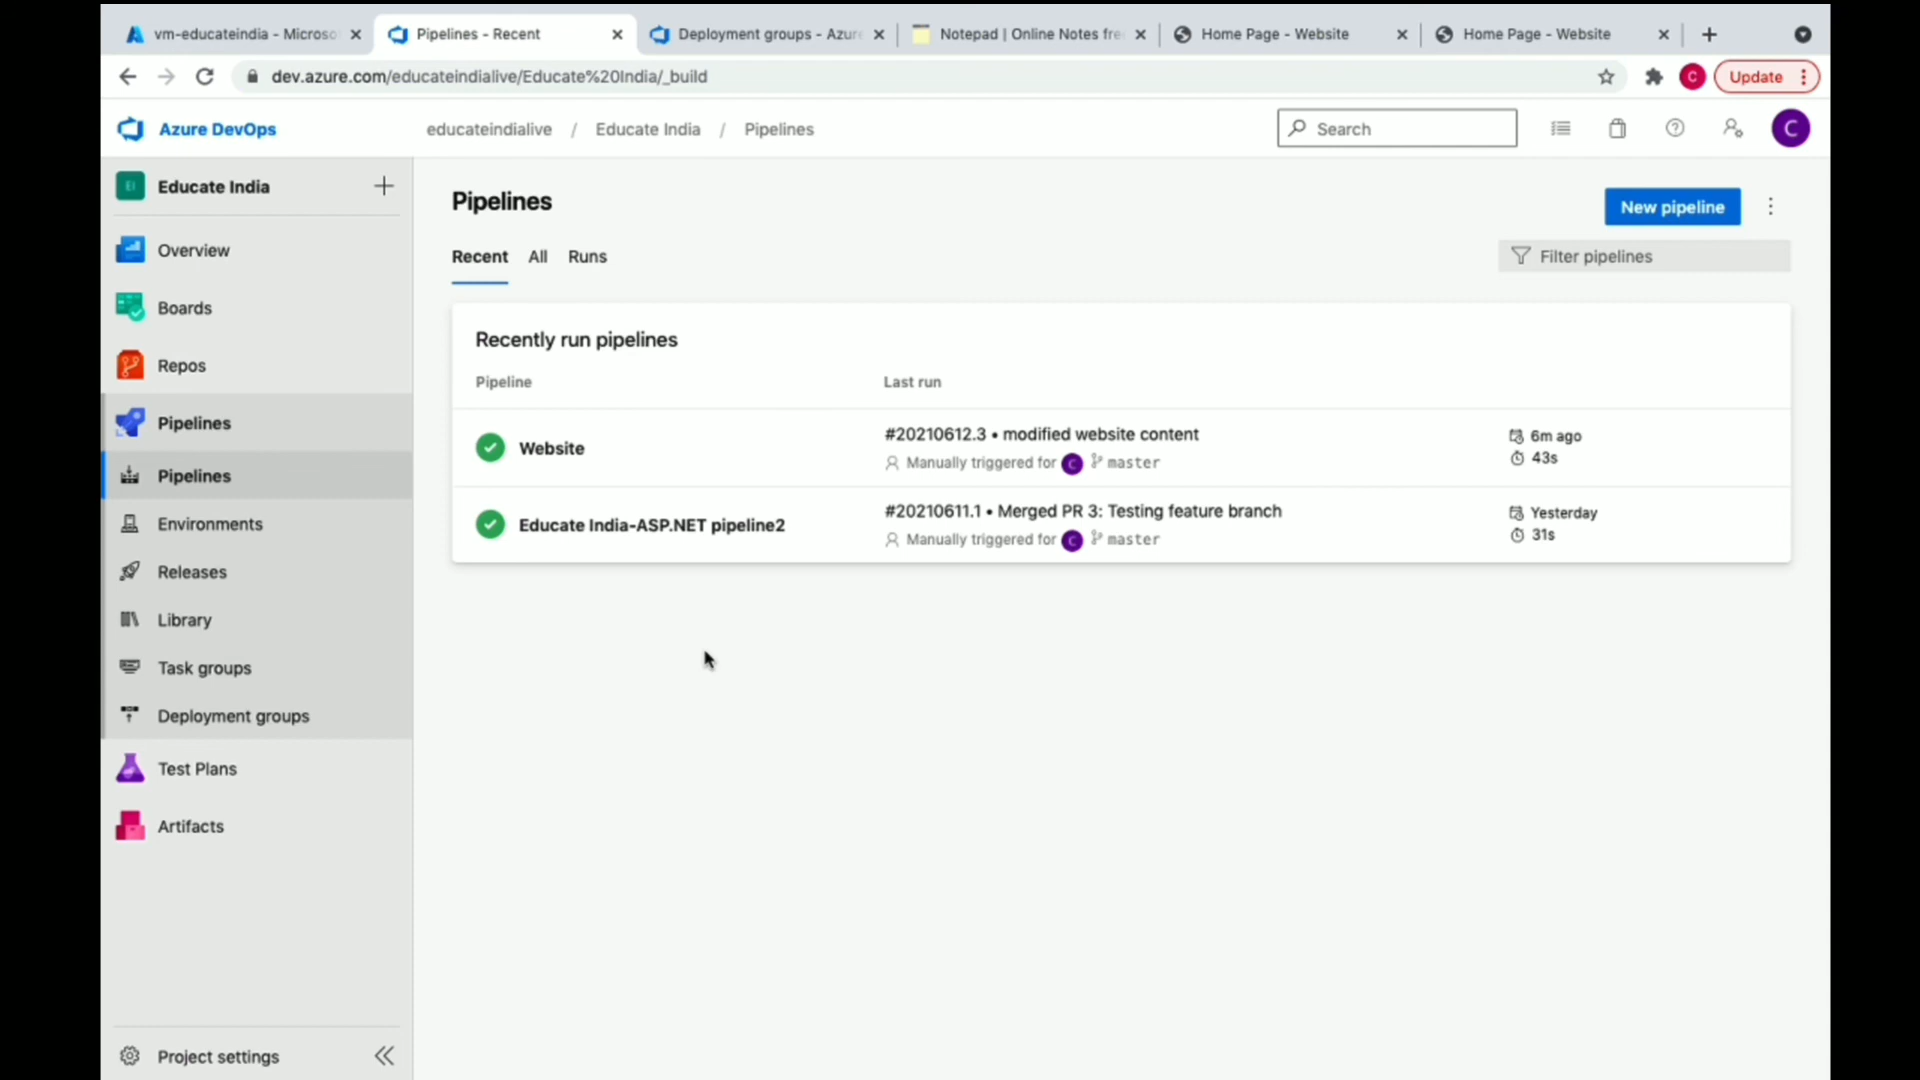 vm-educateindia - Microso
Pipelines - Recent
Deployment groups - Azure
Notepad | Online Notes fre
Home Page - Website
Home Page - Website
dev.azure.com/educateindialive/Educate%20India/_build
C
Update
Azure DevOps
educateindialive / Educate India / Pipelines
Search
C
EI
Educate India
Overview
Boards
Repos
Pipelines
Pipelines
Environments
Releases
Library
Task groups
Deployment groups
Test Plans
Artifacts
Project settings
Pipelines
New pipeline
Recent All Runs
Filter pipelines
Recently run pipelines
Pipeline Last run
Website
#20210612.3 • modified website content
Manually triggered for C master
6m ago
43s
Educate India-ASP.NET pipeline2
#20210611.1 • Merged PR 3: Testing feature branch
Manually triggered for C master
Yesterday
31s